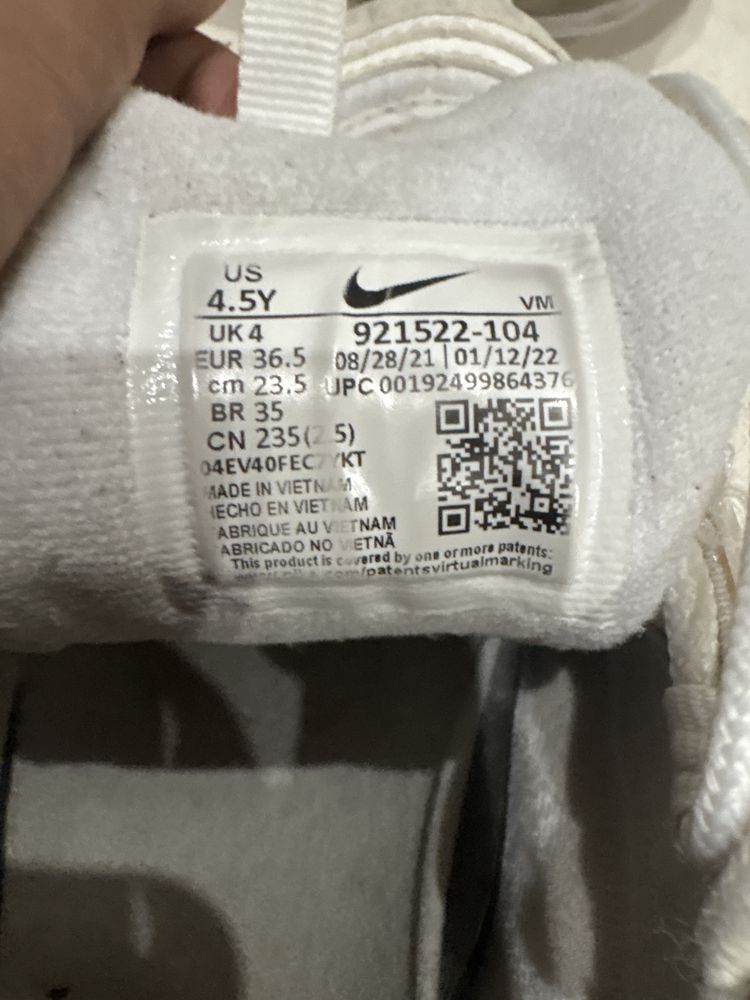 US
4.5Y
VM
UK 4
921522-104
EUR 36.5
08/28/21 | 01/12/22
cm 23.5
UPC 00192499864376
BR 35
CN 235(2.5)
MADE IN VIETNAM
HECHO EN VIETNAM
FABRIQUE AU VIETNAM
FABRICADO NO VIETNÃ
This product is covered by one or more patents:
/patentsvirtualmarking